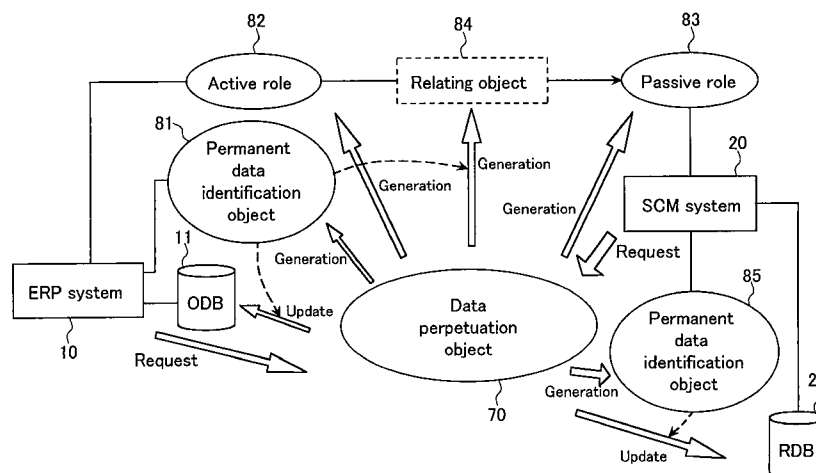 82
84
83
Active role
Relating object
Passive role
81
Permanent
data
identification
object
Generation
Generation
Generation
20
SCM system
Request
11
Generation
ERP system
ODB
Update
10
Request
Data
perpetuation
object
70
85
Permanent
data
identification
object
Generation
Update
RDB